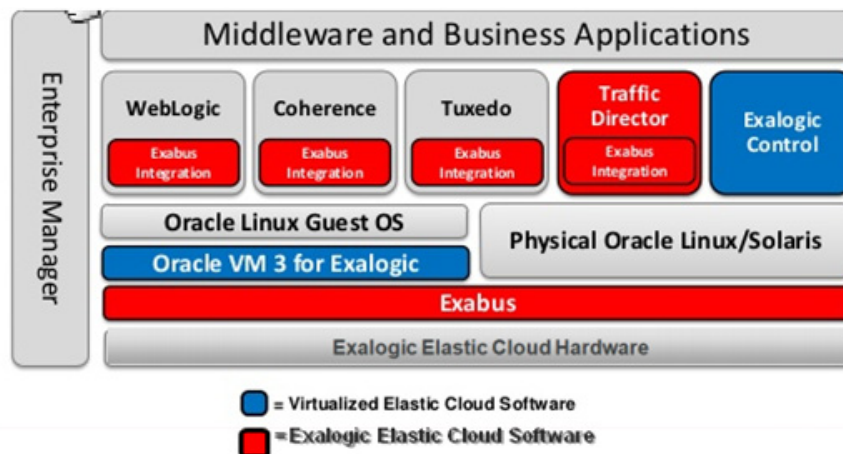 Enterprise Manager
Middleware and Business Applications
WebLogic
Exabus
Integration
Coherence
Exabus
Integration
Tuxedo
Exabus
Integration
Traffic
Director
Exabus
Integration
Exalogic
Control
Oracle Linux Guest OS
Physical Oracle Linux/Solaris
Oracle VM 3 for Exalogic
Exabus
Exalogic Elastic Cloud Hardware
= Virtualized Elastic Cloud Software
= Exalogic Elastic Cloud Software